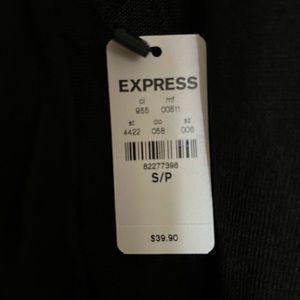 EXPRESS
cl mf
955 00511
st co sz
4422 058 006
82277398
S/P
$39.90